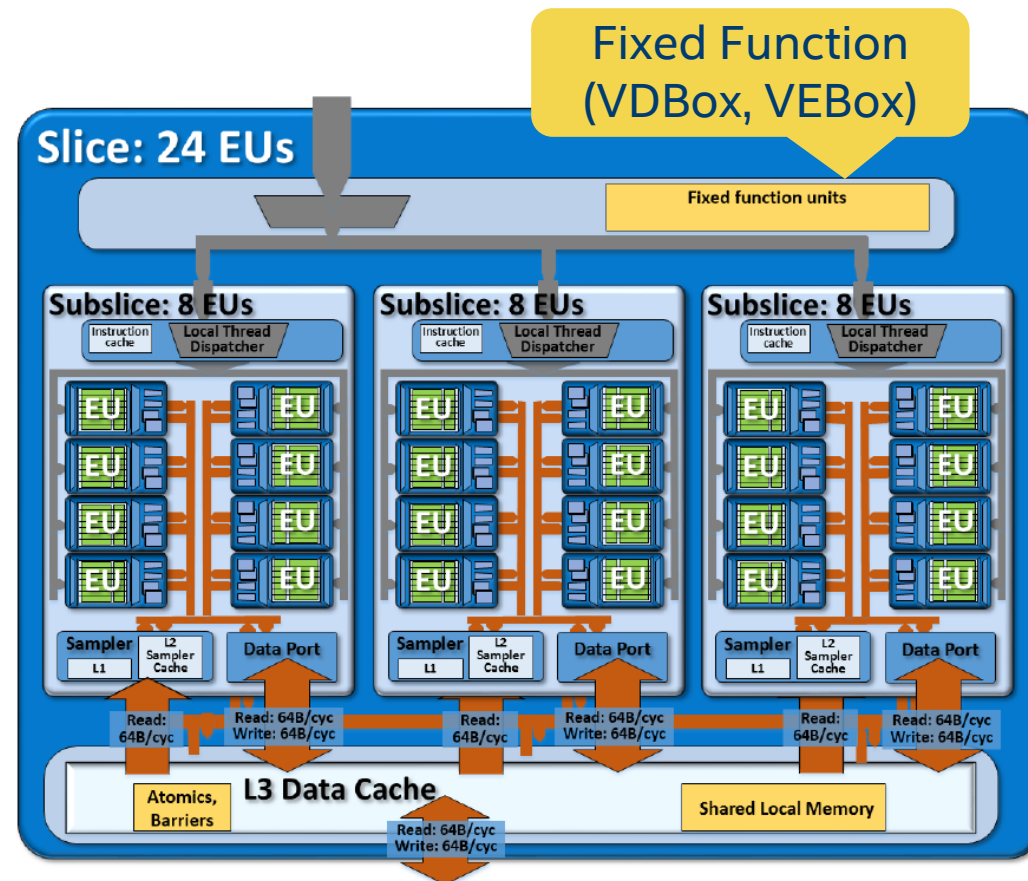 Fixed Function
(VDBox, VEBox)
Slice: 24 EUs
Fixed function units
Subslice: 8 EUs
Instruction
cache
Local Thread
Dispatcher
EU
EU
EU
EU
EU
EU
EU
EU
Sampler
L1
L2
Sampler
Cache
Data Port
Subslice: 8 EUs
Instruction
cache
Local Thread
Dispatcher
EU
EU
EU
EU
EU
EU
EU
EU
Sampler
L1
L2
Sampler
Cache
Data Port
Subslice: 8 EUs
Instruction
cache
Local Thread
Dispatcher
EU
EU
EU
EU
EU
EU
EU
EU
Sampler
L1
L2
Sampler
Cache
Data Port
Read:
64B/cyc
Read: 64B/cyc
Write: 64B/cyc
Read:
64B/cyc
Read: 64B/cyc
Write: 64B/cyc
Read:
64B/cyc
Read: 64B/cyc
Write: 64B/cyc
L3 Data Cache
Atomics,
Barriers
Shared Local Memory
Read: 64B/cyc
Write: 64B/cyc